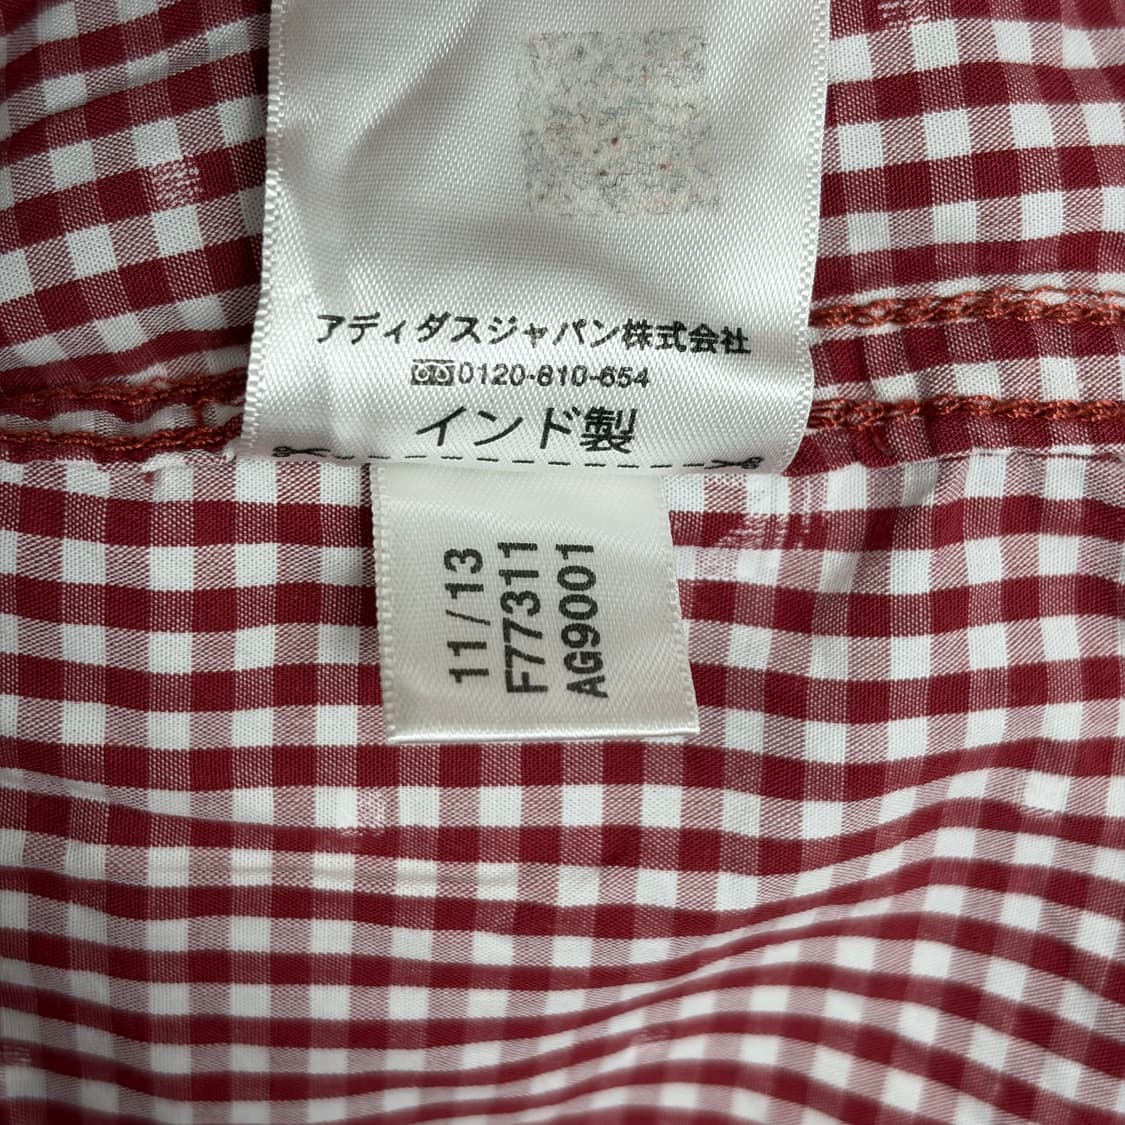 アディダスジャパン株式会社
0120-810-654
インド製
11/13
F77311
AG9001